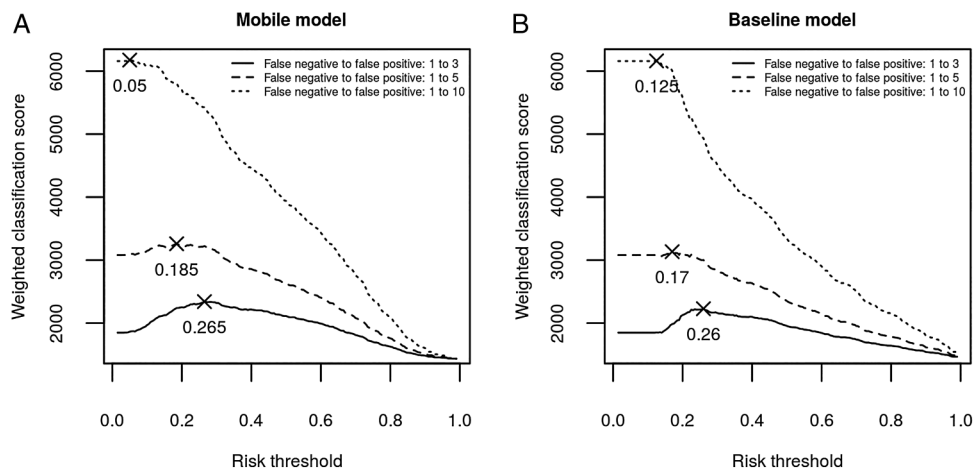 A
Mobile model
Weighted classification score
6000
5000
4000
3000
2000
False negative to false positive: 1 to 3
False negative to false positive: 1 to 5
False negative to false positive: 1 to 10
0.05
0.185
0.265
0.0 0.2 0.4 0.6 0.8 1.0
Risk threshold
B
Baseline model
Weighted classification score
6000
5000
4000
3000
2000
False negative to false positive: 1 to 3
False negative to false positive: 1 to 5
False negative to false positive: 1 to 10
0.125
0.17
0.26
0.0 0.2 0.4 0.6 0.8 1.0
Risk threshold